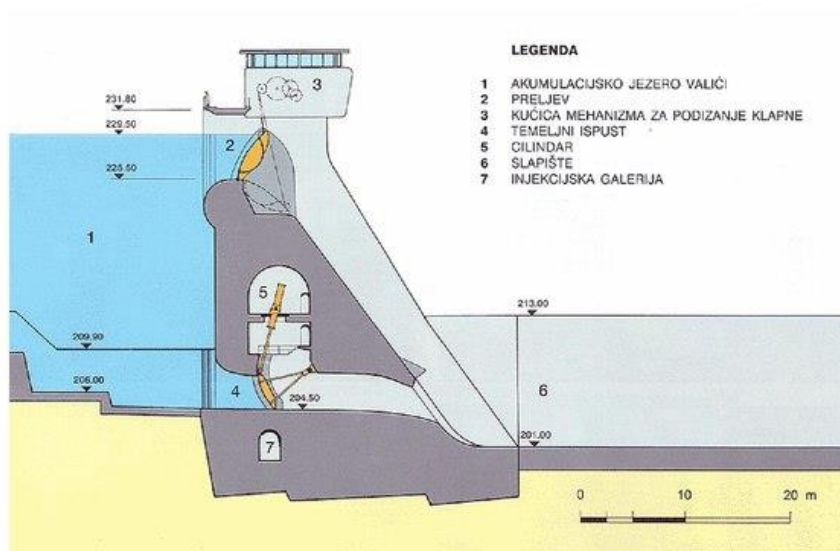 LEGENDA
1 AKUMULACIJSKO JEZERO VALIĆI
2 PRELJEV
3 KUĆICA MEHANIZMA ZA PODIZANJE KLAPNE
4 TEMELJNI ISPUST
5 CILINDAR
6 SLAPIŠTE
7 INJEKCIJSKA GALERIJA
3
231.80
229.50
2
225.50
1
5
213.00
209.90
206.00
4
204.50
6
201.00
7
0 10 20 m